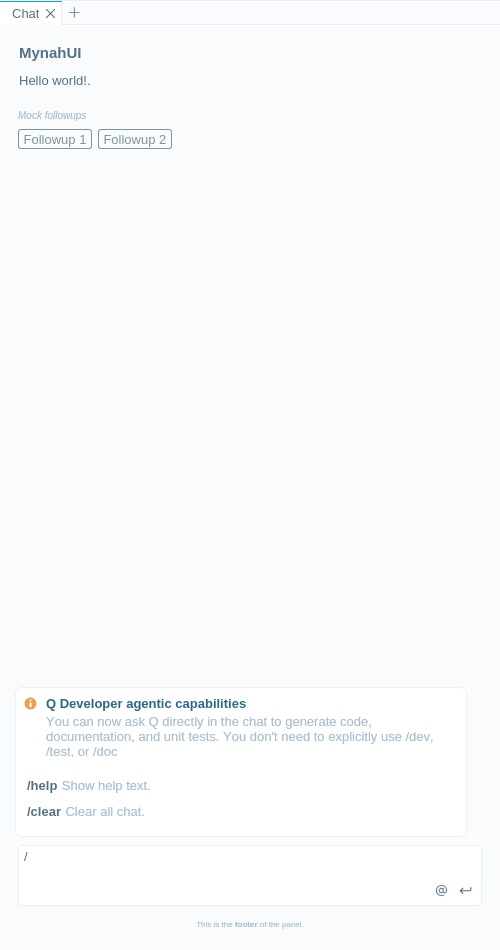 Chat
MynahUI
Hello world!.
Mock followups
Followup 1 Followup 2
Q Developer agentic capabilities
You can now ask Q directly in the chat to generate code,
documentation, and unit tests. You don't need to explicitly use /dev,
/test, or /doc
/help Show help text.
/clear Clear all chat.
/
@
This is the footer of the panel.